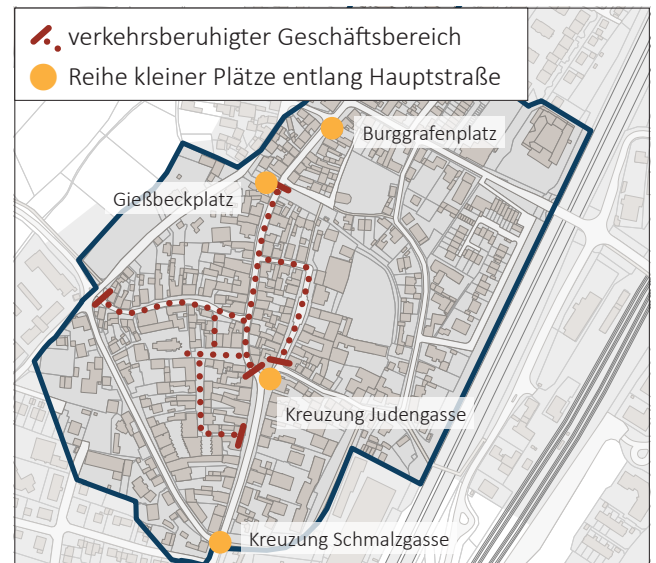 verkehrsberuhigter Geschäftsbereich
Reihe kleiner Plätze entlang Hauptstraße
Burggrafenplatz
Gießbeckplatz
Kreuzung Judengasse
Kreuzung Schmalzgasse